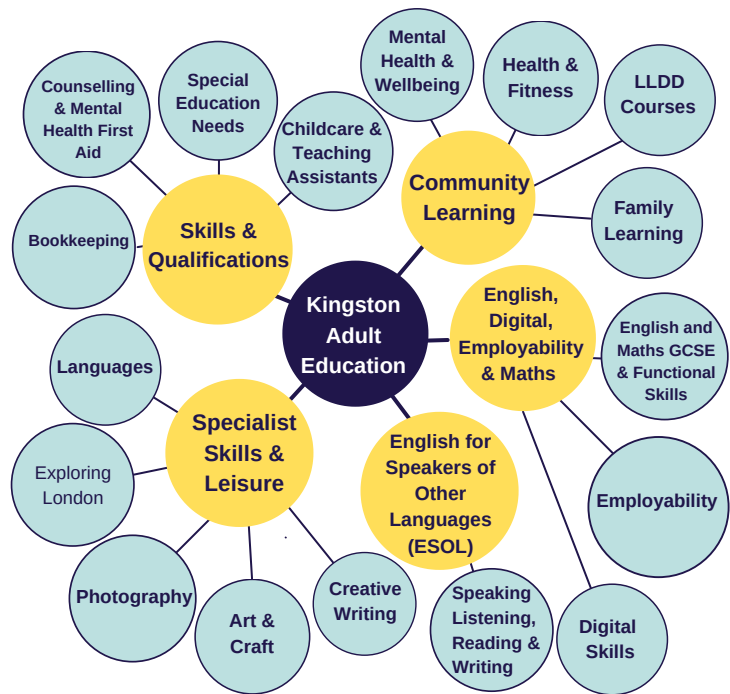 Mental
Health &
Wellbeing
Health &
Fitness
LLDD
Courses
Family
Learning
Community
Learning
Counselling
& Mental
Health First
Aid
Special
Education
Needs
Childcare &
Teaching
Assistants
Bookkeeping
Skills &
Qualifications
Kingston
Adult
Education
English,
Digital,
Employability
& Maths
English and
Maths GCSE
& Functional
Skills
Employability
Digital
Skills
Languages
Exploring
London
Photography
Art &
Craft
Creative
Writing
Specialist
Skills &
Leisure
English for
Speakers of
Other
Languages
(ESOL)
Speaking
Listening,
Reading &
Writing